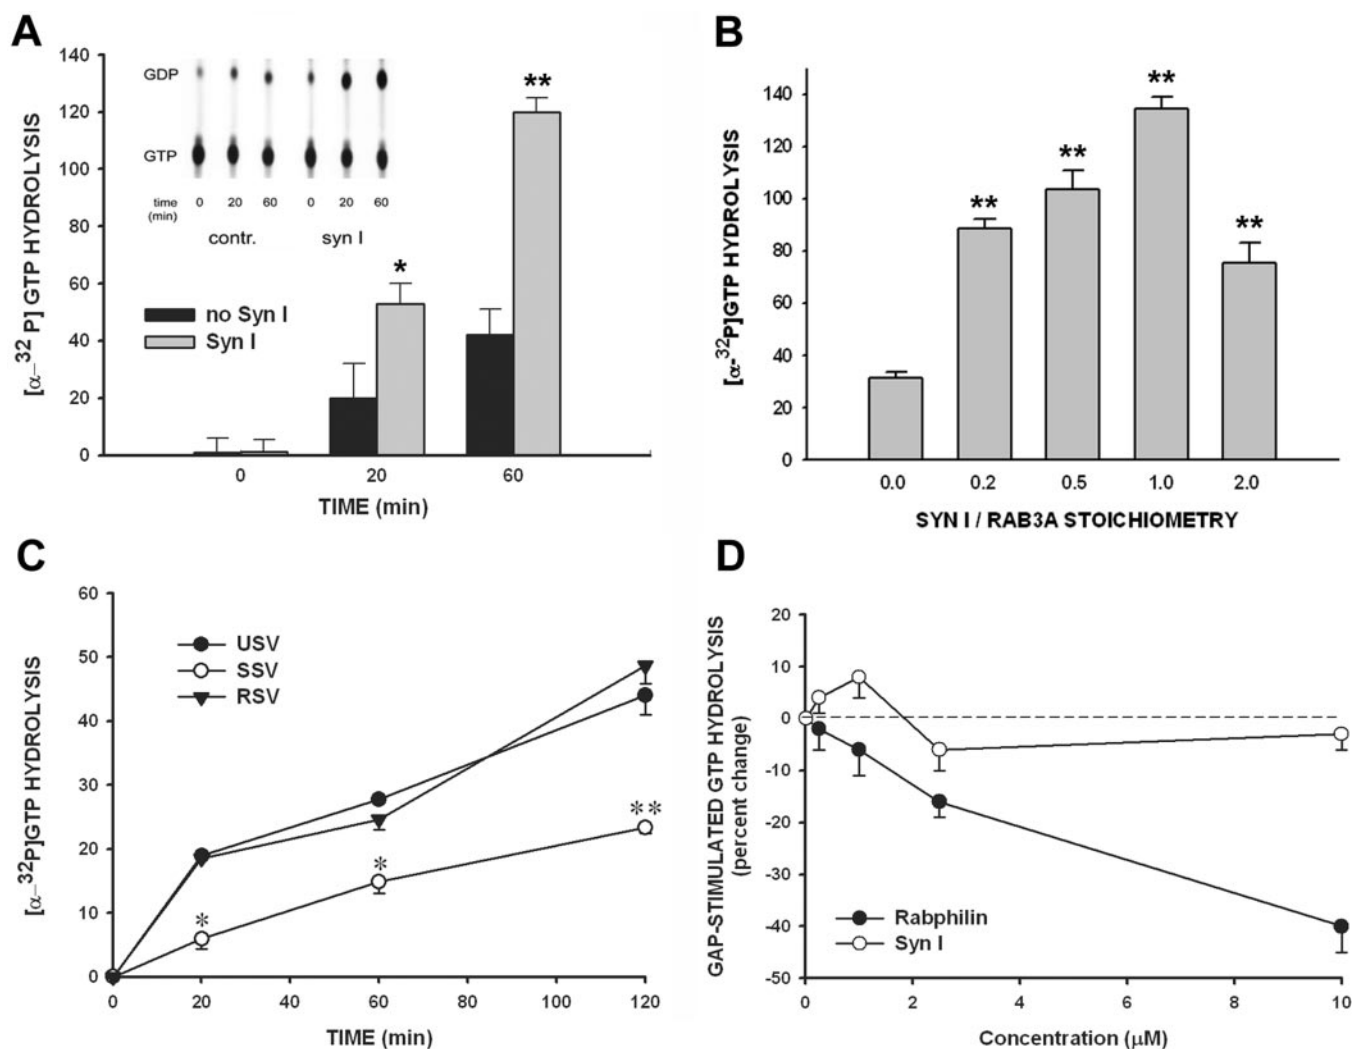 A
[α–32 P] GTP HYDROLYSIS
140
120
100
80
60
40
20
0
GDP
GTP
time (min)
0 20 60 0 20 60
contr. syn I
no Syn I
Syn I
*
**
0 20 60
TIME (min)
B
[α-32P]GTP HYDROLYSIS
140
120
100
80
60
40
20
0
**
**
**
**
0.0 0.2 0.5 1.0 2.0
SYN I / RAB3A STOICHIOMETRY
C
[α–32P]GTP HYDROLYSIS
60
50
40
30
20
10
0
USV
SSV
RSV
*
*
**
0 20 40 60 80 100 120
TIME (min)
D
GAP-STIMULATED GTP HYDROLYSIS
(percent change)
20
10
0
-10
-20
-30
-40
-50
Rabphilin
Syn I
0 2 4 6 8 10
Concentration (μM)